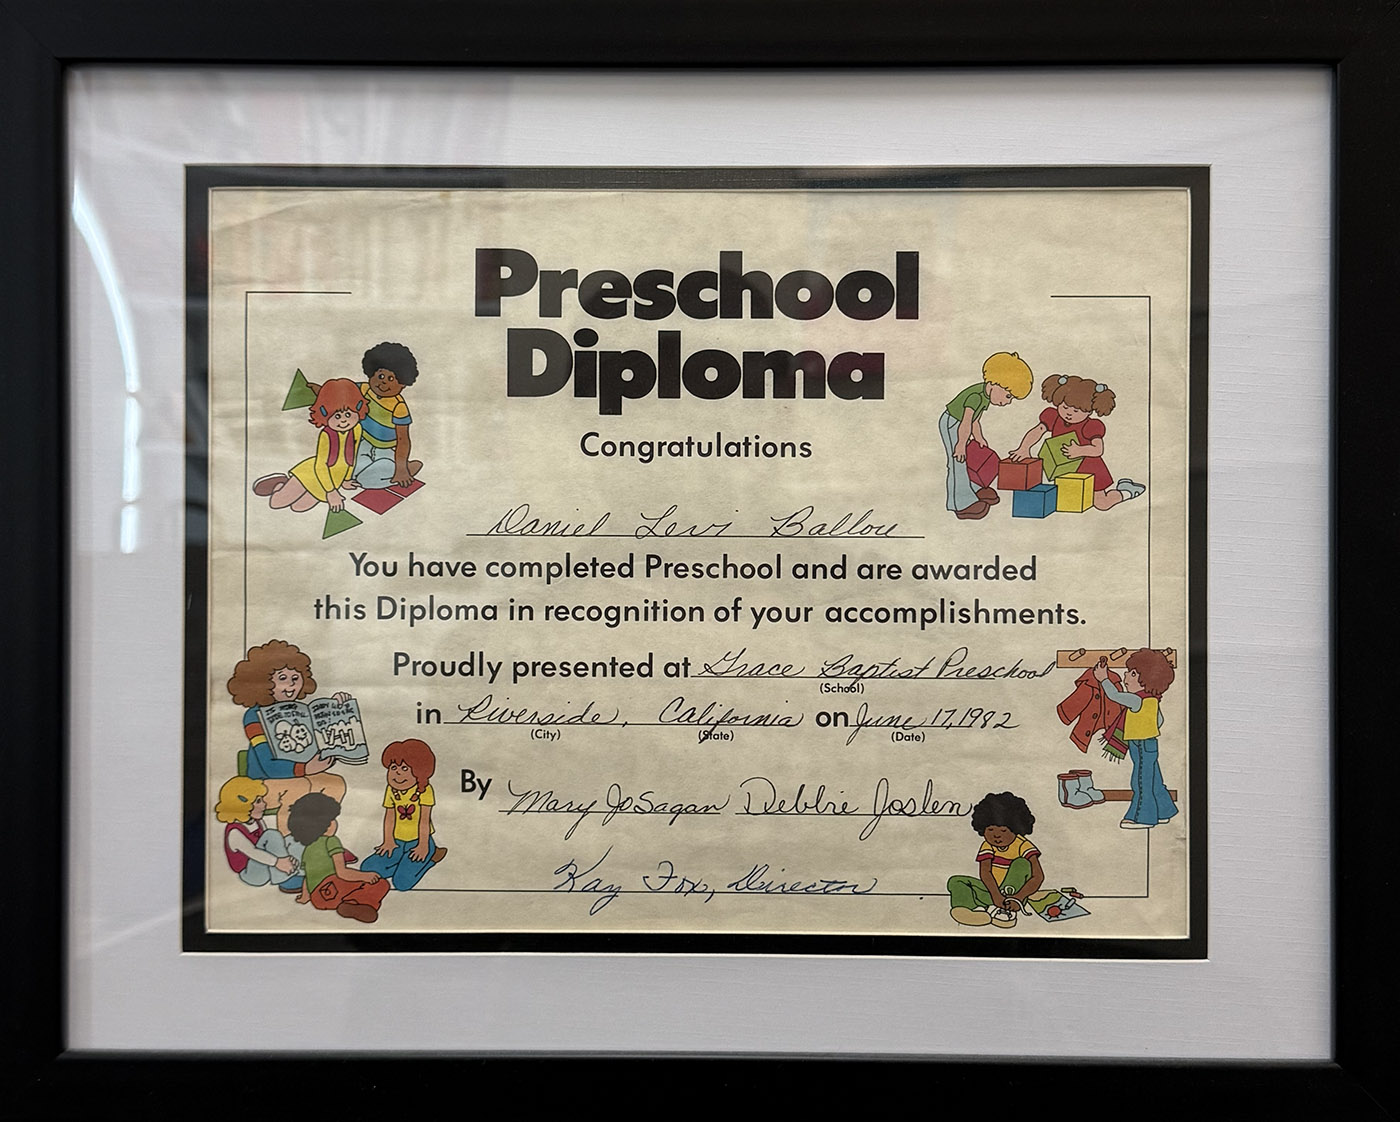 Preschool
Diploma
Congratulations
Daniel Levi Ballou
You have completed Preschool and are awarded
this Diploma in recognition of your accomplishments.
Proudly presented at Grace Baptist Preschool
(School)
in Riverside, California on June 17, 1982
(City) (State) (Date)
By Mary Jo Sagan Debbie Joslen
Kay Fox, Director